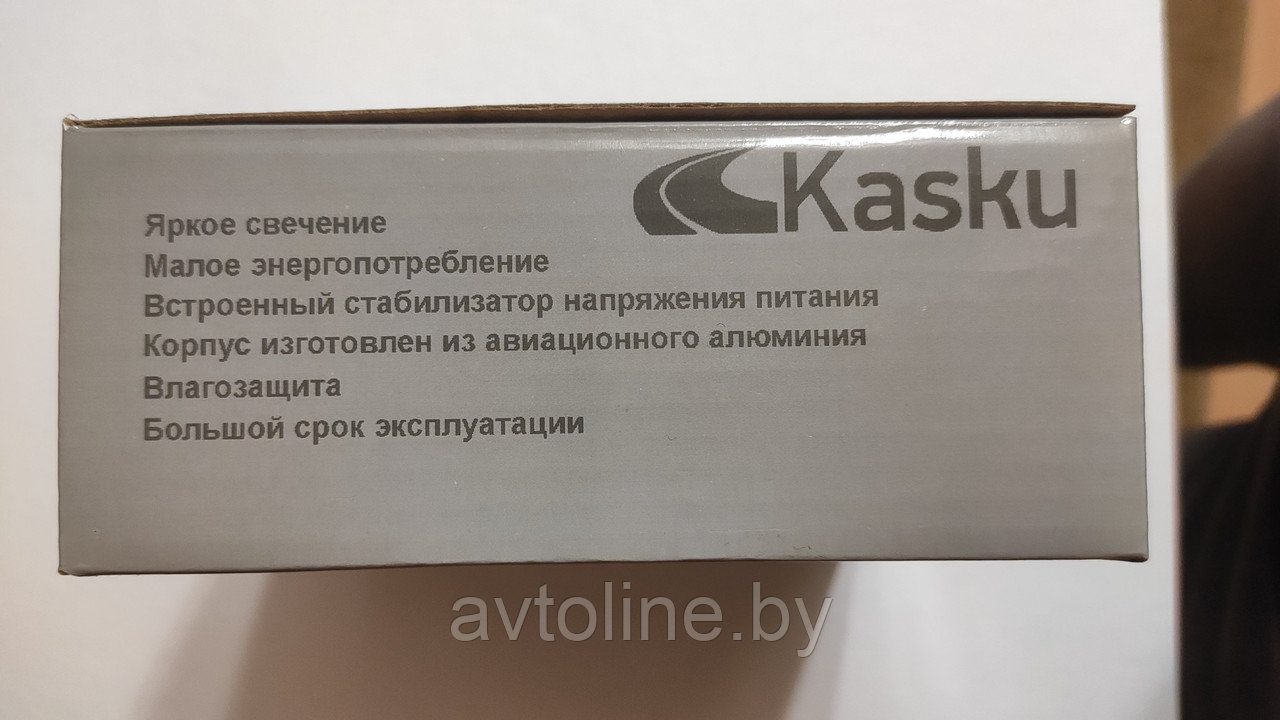 Kasku
Яркое свечение
Малое энергопотребление
Встроенный стабилизатор напряжения питания
Корпус изготовлен из авиационного алюминия
Влагозащита
Большой срок эксплуатации
avtoline.by